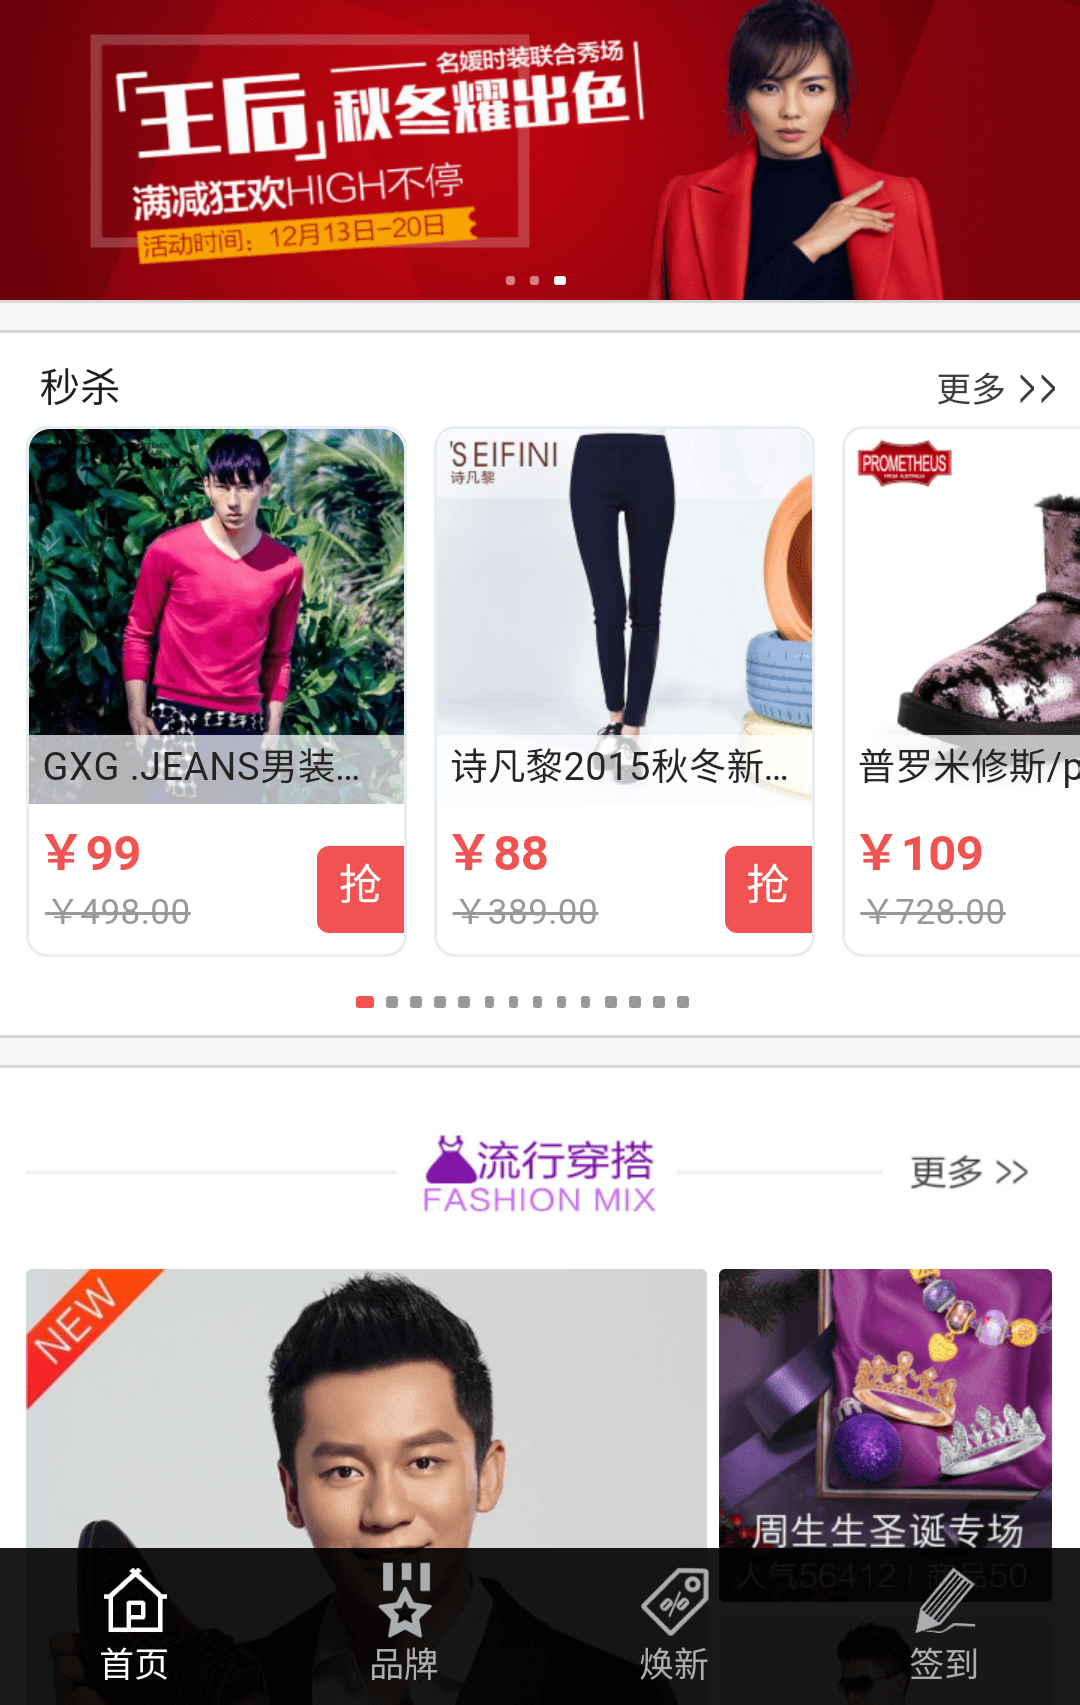 名媛时装联合秀场
「王后」秋冬耀出色
满减狂欢HIGH不停
活动时间：12月13日-20日
秒杀
更多 >>
'SEIFINI
诗凡黎
PROMETHEUS
FROM AUSTRALIA
GXG .JEANS男装...
诗凡黎2015秋冬新...
普罗米修斯/p
￥99
￥88
￥109
抢
抢
￥498.00
￥389.00
￥728.00
流行穿搭
FASHION MIX
更多 >>
NEW
周生生圣诞专场
人气56412 | 商品50
首页
品牌
焕新
签到